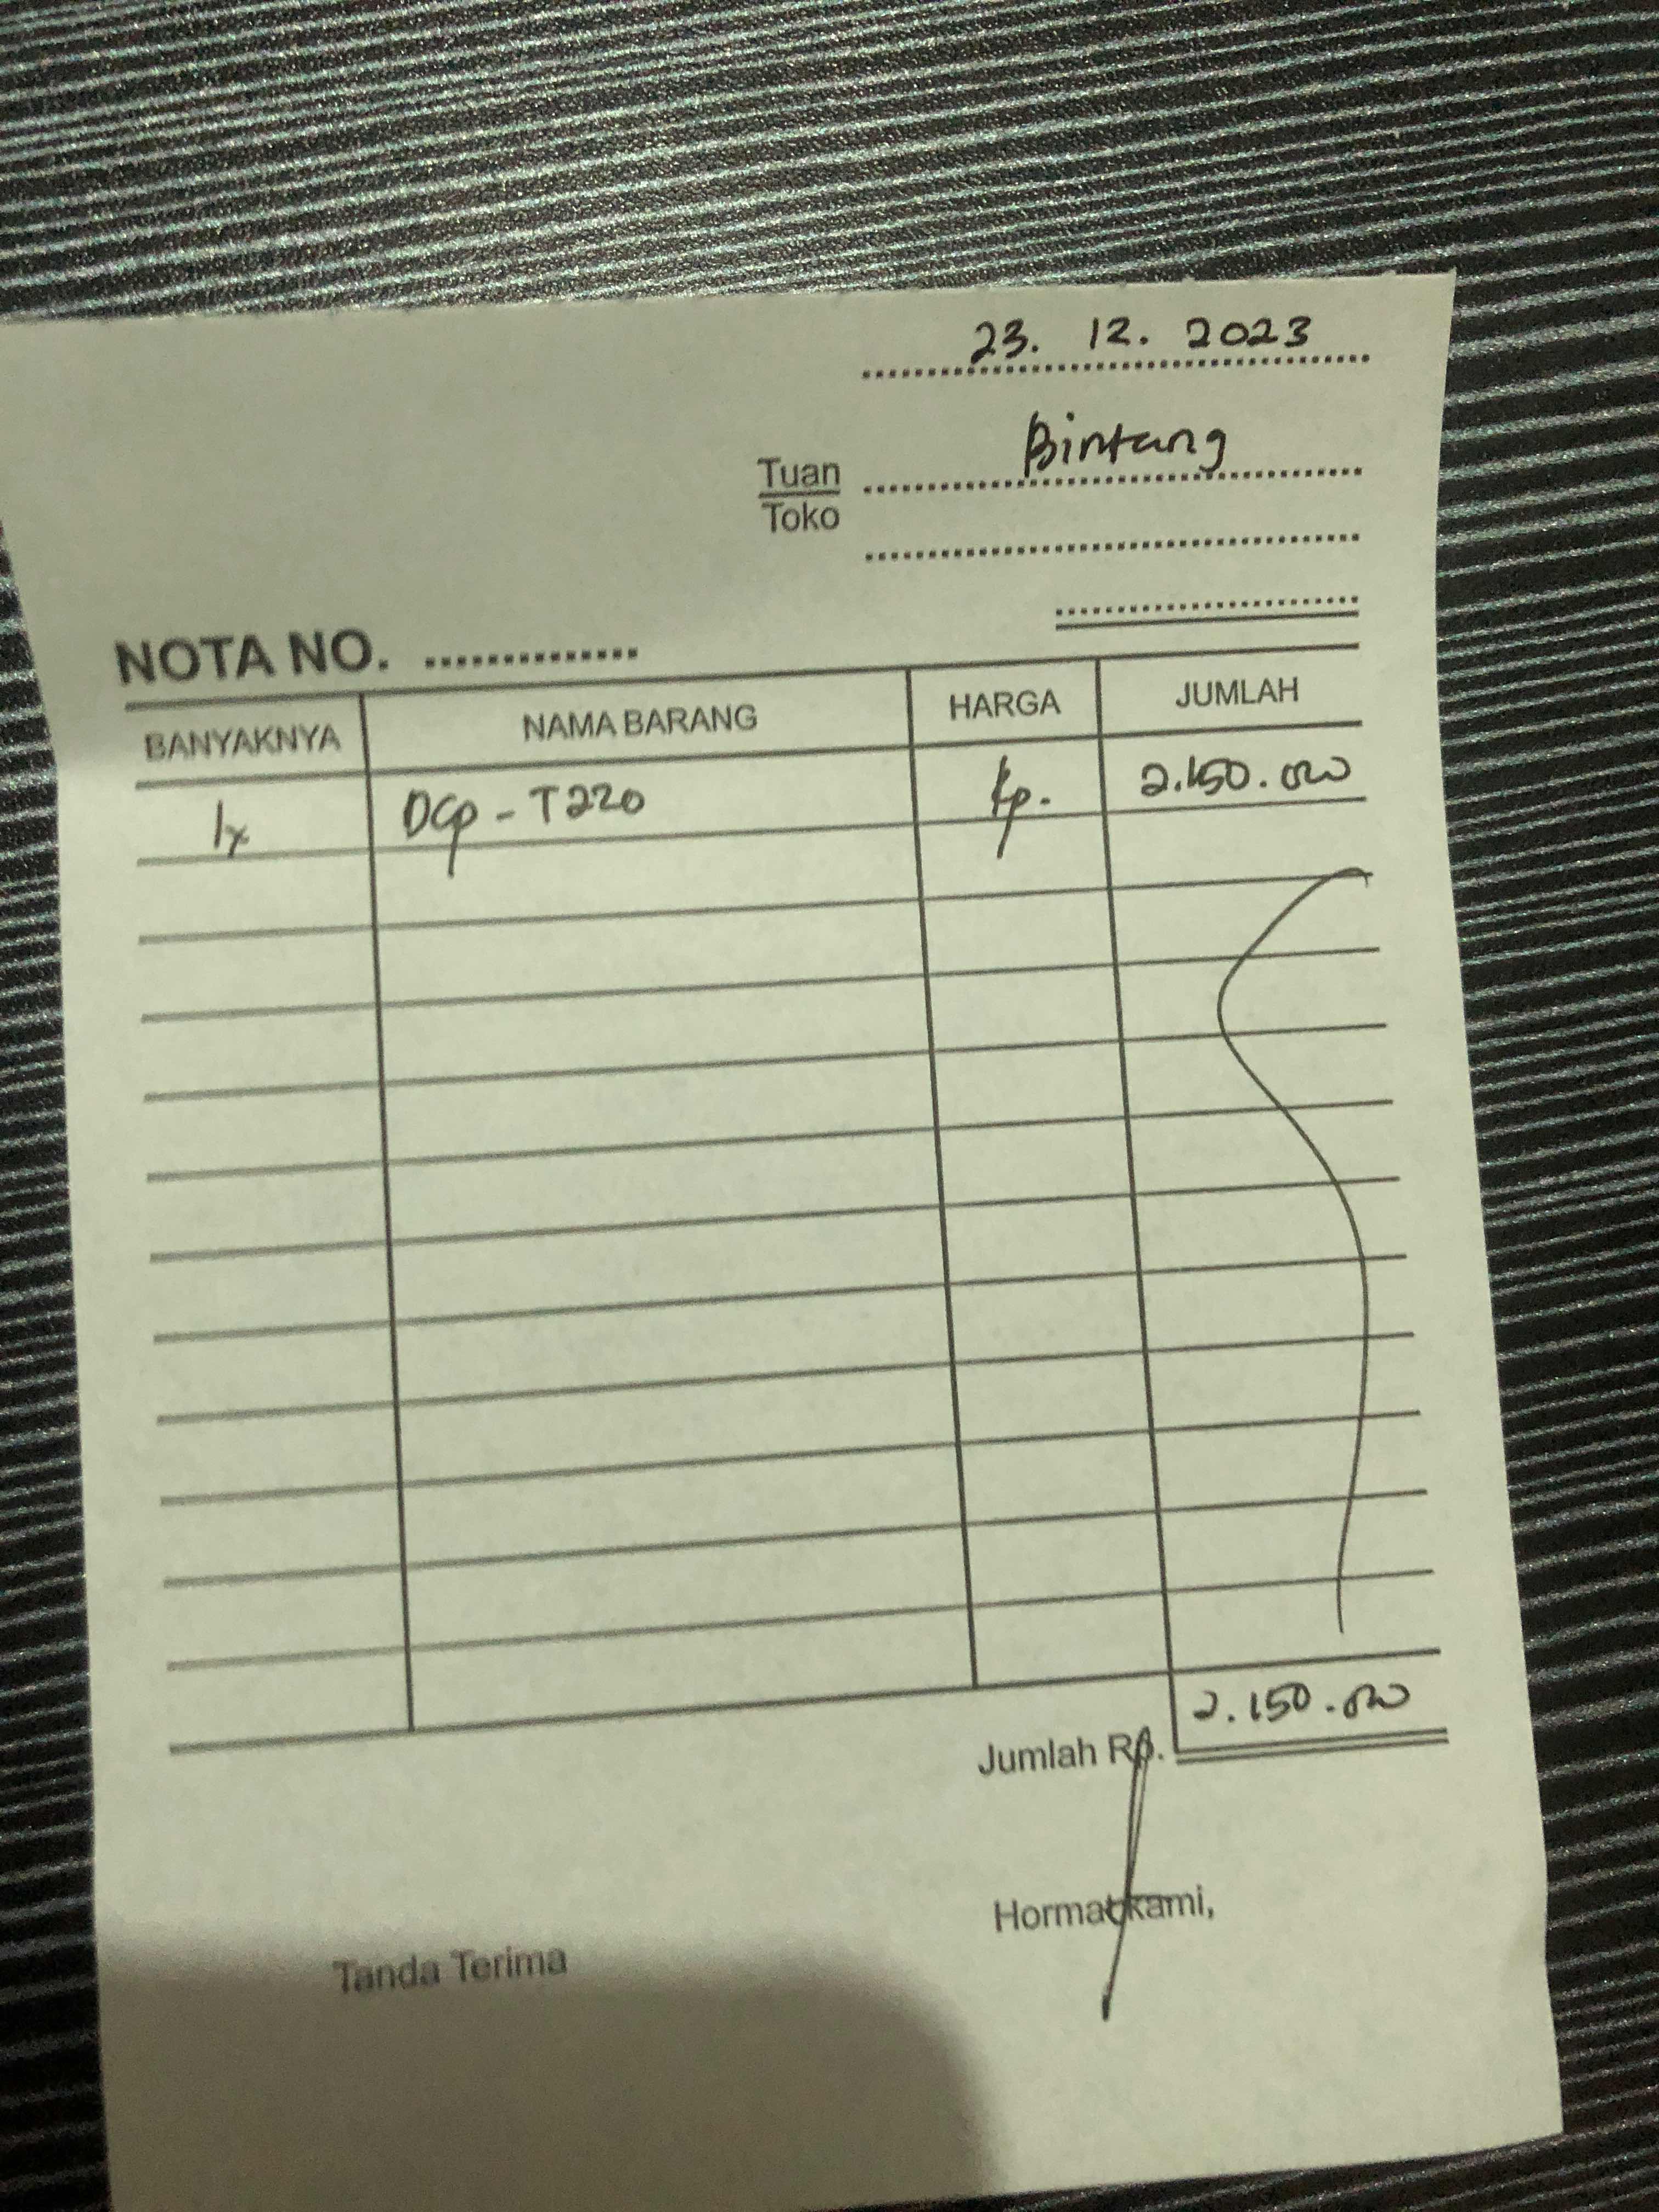 23. 12. 2023
Tuan Bintang
Toko
NOTA NO. ..............
BANYAKNYA NAMA BARANG HARGA JUMLAH
1x DCp - T220 Rp. 2.150.000
2.150.000
Jumlah Rp.
Hormat kami,
Tanda Terima